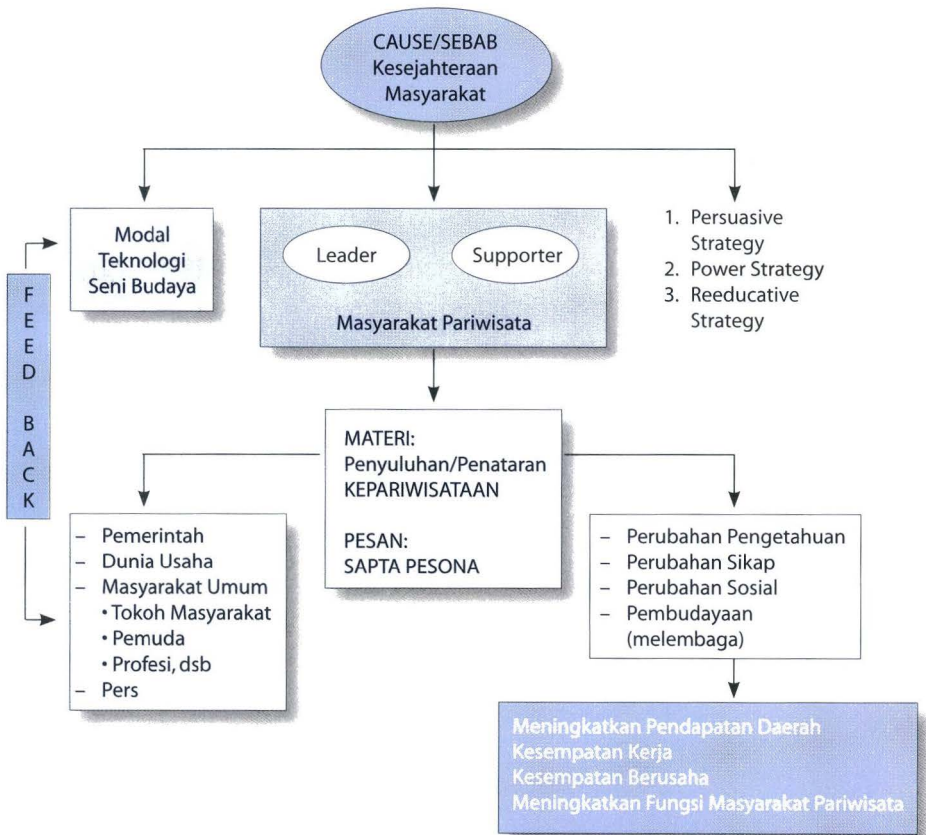 CAUSE/SEBAB
Kesejahteraan
Masyarakat
Modal
Teknologi
Seni Budaya
Leader
Supporter
Masyarakat Pariwisata
1. Persuasive
Strategy
2. Power Strategy
3. Reeducative
Strategy
F
E
E
D
B
A
C
K
MATERI:
Penyuluhan/Penataran
KEPARIWISATAAN
PESAN:
SAPTA PESONA
– Pemerintah
– Dunia Usaha
– Masyarakat Umum
• Tokoh Masyarakat
• Pemuda
• Profesi, dsb
– Pers
– Perubahan Pengetahuan
– Perubahan Sikap
– Perubahan Sosial
– Pembudayaan
(melembaga)
Meningkatkan Pendapatan Daerah
Kesempatan Kerja
Kesempatan Berusaha
Meningkatkan Fungsi Masyarakat Pariwisata